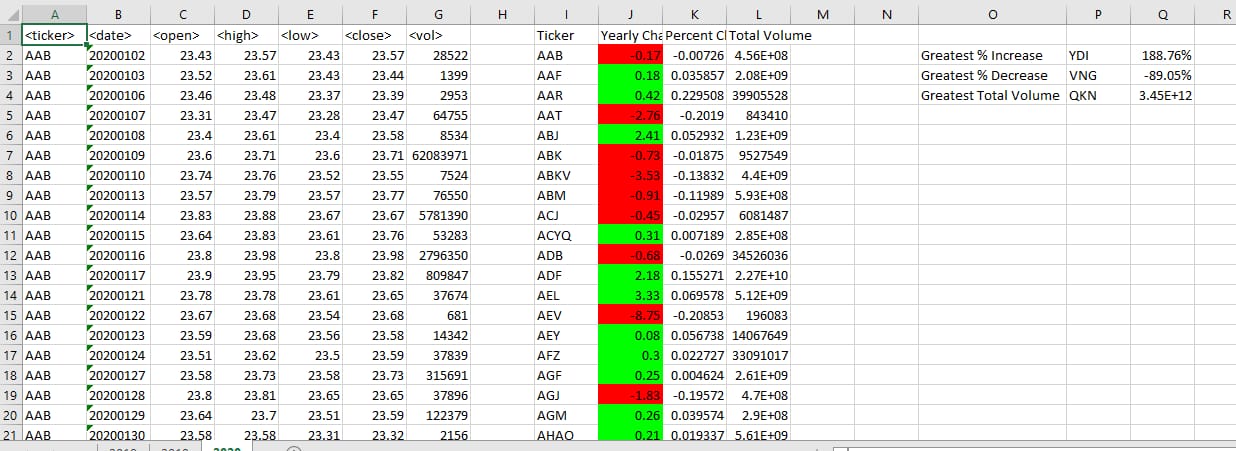 A B C D E F G H I J K L M N O P Q R
1 <ticker> <date> <open> <high> <low> <close> <vol> Ticker Yearly Cha Percent Cl Total Volume
2 AAB 20200102 23.43 23.57 23.43 23.57 28522 AAB -0.17 -0.00726 4.56E+08 Greatest % Increase YDI 188.76%
3 AAB 20200103 23.52 23.61 23.43 23.44 1399 AAF 0.18 0.035857 2.08E+09 Greatest % Decrease VNG -89.05%
4 AAB 20200106 23.46 23.48 23.37 23.39 2953 AAR 0.42 0.229508 39905528 Greatest Total Volume QKN 3.45E+12
5 AAB 20200107 23.31 23.47 23.28 23.47 64755 AAT -2.76 -0.2019 843410
6 AAB 20200108 23.4 23.61 23.4 23.58 8534 ABJ 2.41 0.052932 1.23E+09
7 AAB 20200109 23.6 23.71 23.6 23.71 62083971 ABK -0.73 -0.01875 9527549
8 AAB 20200110 23.74 23.76 23.52 23.55 7524 ABKV -3.53 -0.13832 4.4E+09
9 AAB 20200113 23.57 23.79 23.57 23.77 76550 ABM -0.91 -0.11989 5.93E+08
10 AAB 20200114 23.83 23.88 23.67 23.67 5781390 ACJ -0.45 -0.02957 6081487
11 AAB 20200115 23.64 23.83 23.61 23.76 53283 ACYQ 0.31 0.007189 2.85E+08
12 AAB 20200116 23.8 23.98 23.8 23.98 2796350 ADB -0.68 -0.0269 34526036
13 AAB 20200117 23.9 23.95 23.79 23.82 809847 ADF 2.18 0.155271 2.27E+10
14 AAB 20200121 23.78 23.78 23.61 23.65 37674 AEL 3.33 0.069578 5.12E+09
15 AAB 20200122 23.67 23.68 23.54 23.68 681 AEV -8.75 -0.20853 196083
16 AAB 20200123 23.59 23.68 23.56 23.58 14342 AEY 0.08 0.056738 14067649
17 AAB 20200124 23.51 23.62 23.5 23.59 37839 AFZ 0.3 0.022727 33091017
18 AAB 20200127 23.58 23.73 23.58 23.73 315691 AGF 0.25 0.004624 2.61E+09
19 AAB 20200128 23.8 23.81 23.65 23.65 37896 AGJ -1.83 -0.19572 4.7E+08
20 AAB 20200129 23.64 23.7 23.51 23.59 122379 AGM 0.26 0.039574 2.9E+08
21 AAB 20200130 23.58 23.58 23.31 23.32 2156 AHAO 0.21 0.019337 5.61E+09